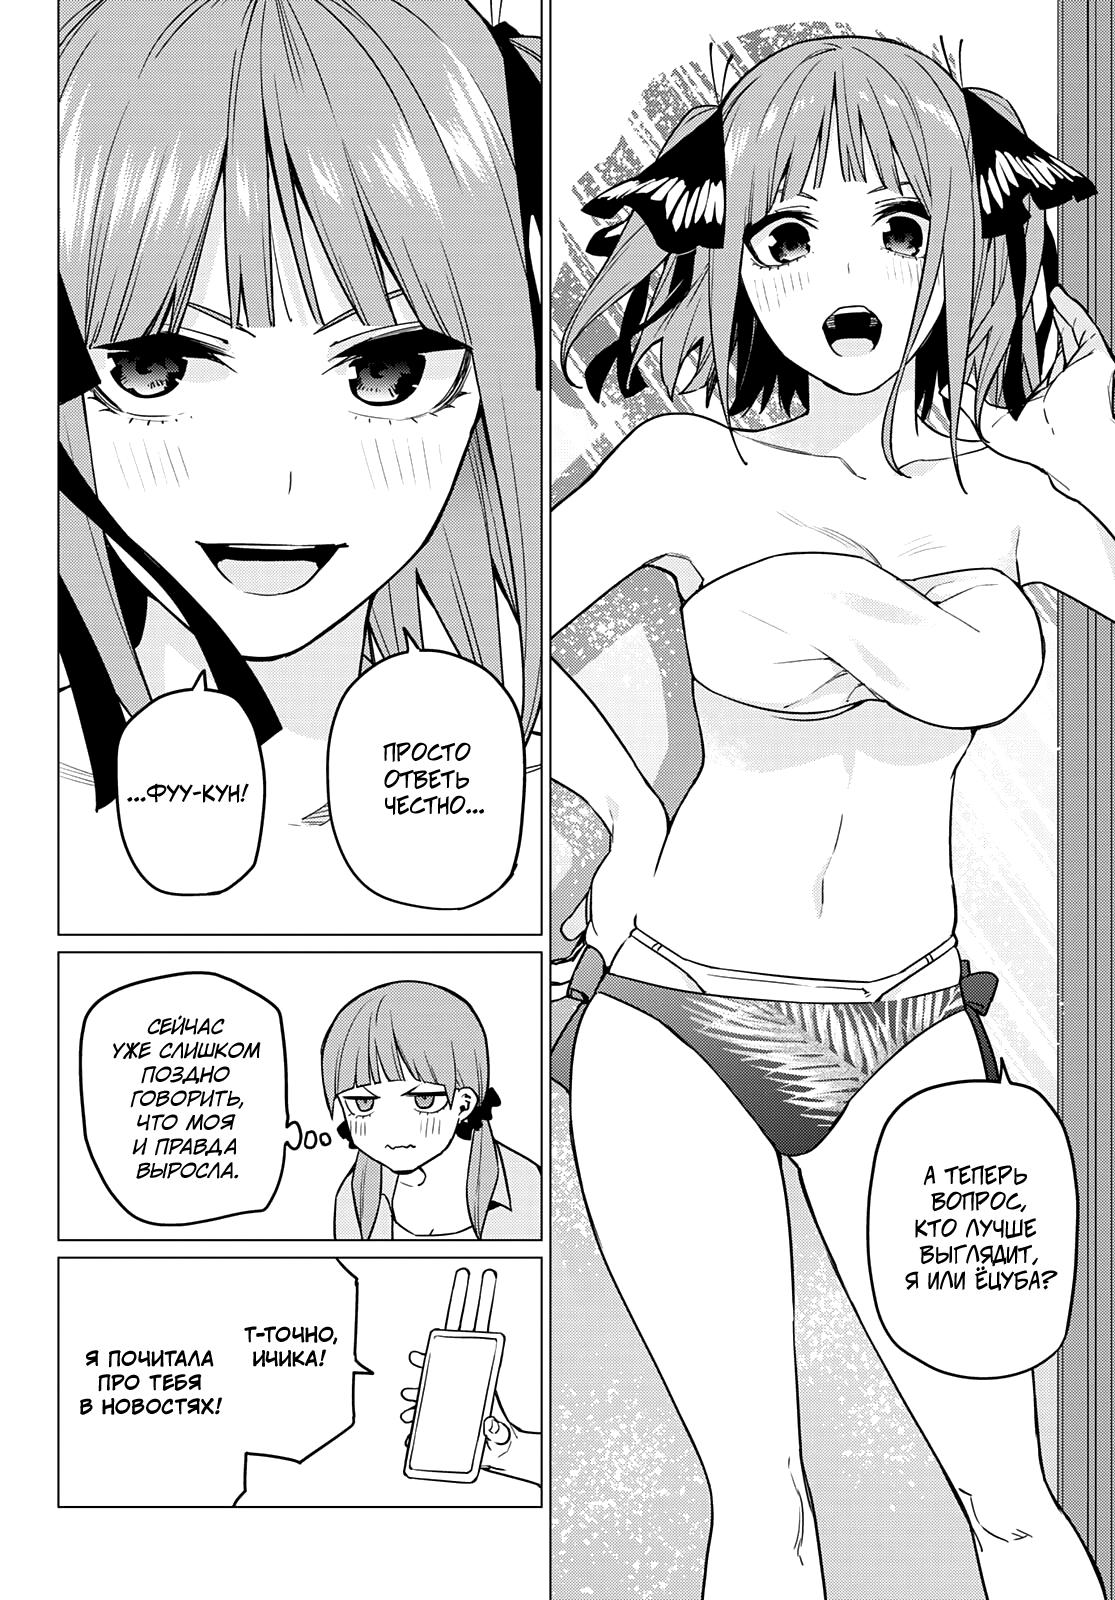 А ТЕПЕРЬ
ВОПРОС,
КТО ЛУЧШЕ
ВЫГЛЯДИТ,
Я ИЛИ ЁЦУБА?
ПРОСТО
ОТВЕТЬ
ЧЕСТНО...
...ФУУ-КУН!
СЕЙЧАС
УЖЕ СЛИШКОМ
ПОЗДНО
ГОВОРИТЬ,
ЧТО МОЯ
И ПРАВДА
ВЫРОСЛА.
Т-ТОЧНО,
ИЧИКА!
Я ПОЧИТАЛА
ПРО ТЕБЯ
В НОВОСТЯХ!